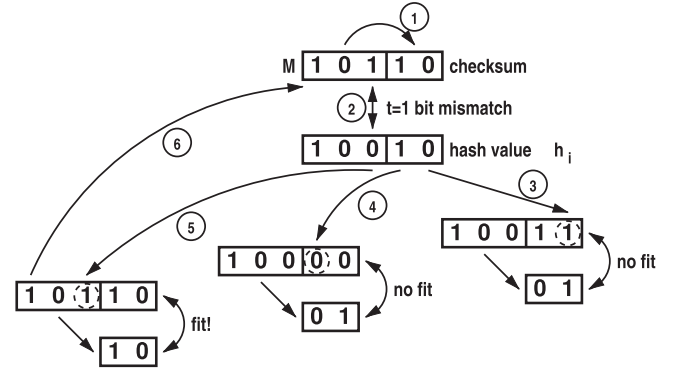 1
M 1 0 1 1 0 checksum
2 t=1 bit mismatch
6
1 0 0 1 0 hash value h i
3
4
5
1 0 0 1 1
1 0 0 0 0
no fit
1 0 1 1 0
no fit
0 1
0 1
fit!
1 0